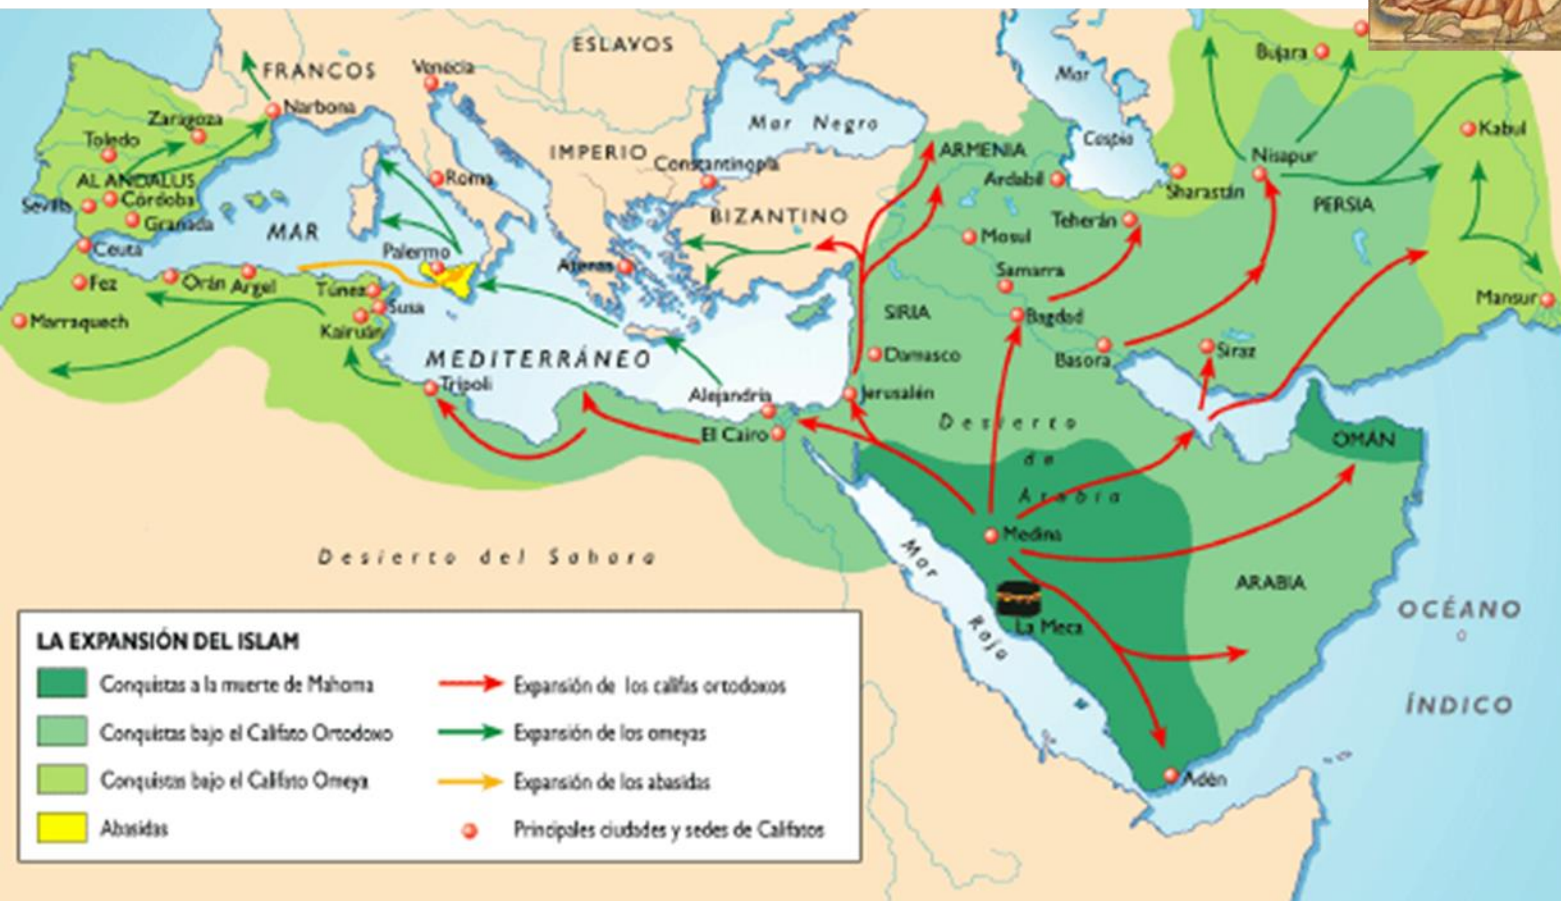 ESLAVOS
FRANCOS
Venecia
Narbona
Zaragoza
Toledo
AL ANDALUS
Córdoba
Sevilla
Granada
Ceuta
Fez
Orán
Argel
Marraquech
Túnez
Susa
Kairuán
MAR
MEDITERRÁNEO
Roma
Palermo
IMPERIO
BIZANTINO
Constantinopla
Atenas
Mar Negro
Mar
Caspio
ARMENIA
Ardabil
Teherán
Mosul
Samarra
SIRIA
Bagdad
Damasco
Basora
Siraz
Jerusalén
Bujara
Kabul
Nisapur
Sharastán
PERSIA
Mansur
Trípoli
Alejandría
El Cairo
Desierto
de
Arabia
OMÁN
Medina
La Meca
ARABIA
Mar Rojo
Adén
OCÉANO
ÍNDICO
Desierto del Sahara
LA EXPANSIÓN DEL ISLAM
Conquistas a la muerte de Mahoma
Conquistas bajo el Califato Ortodoxo
Conquistas bajo el Califato Omeya
Abasidas
Expansión de los califas ortodoxos
Expansión de los omeyas
Expansión de los abasidas
Principales ciudades y sedes de Califatos